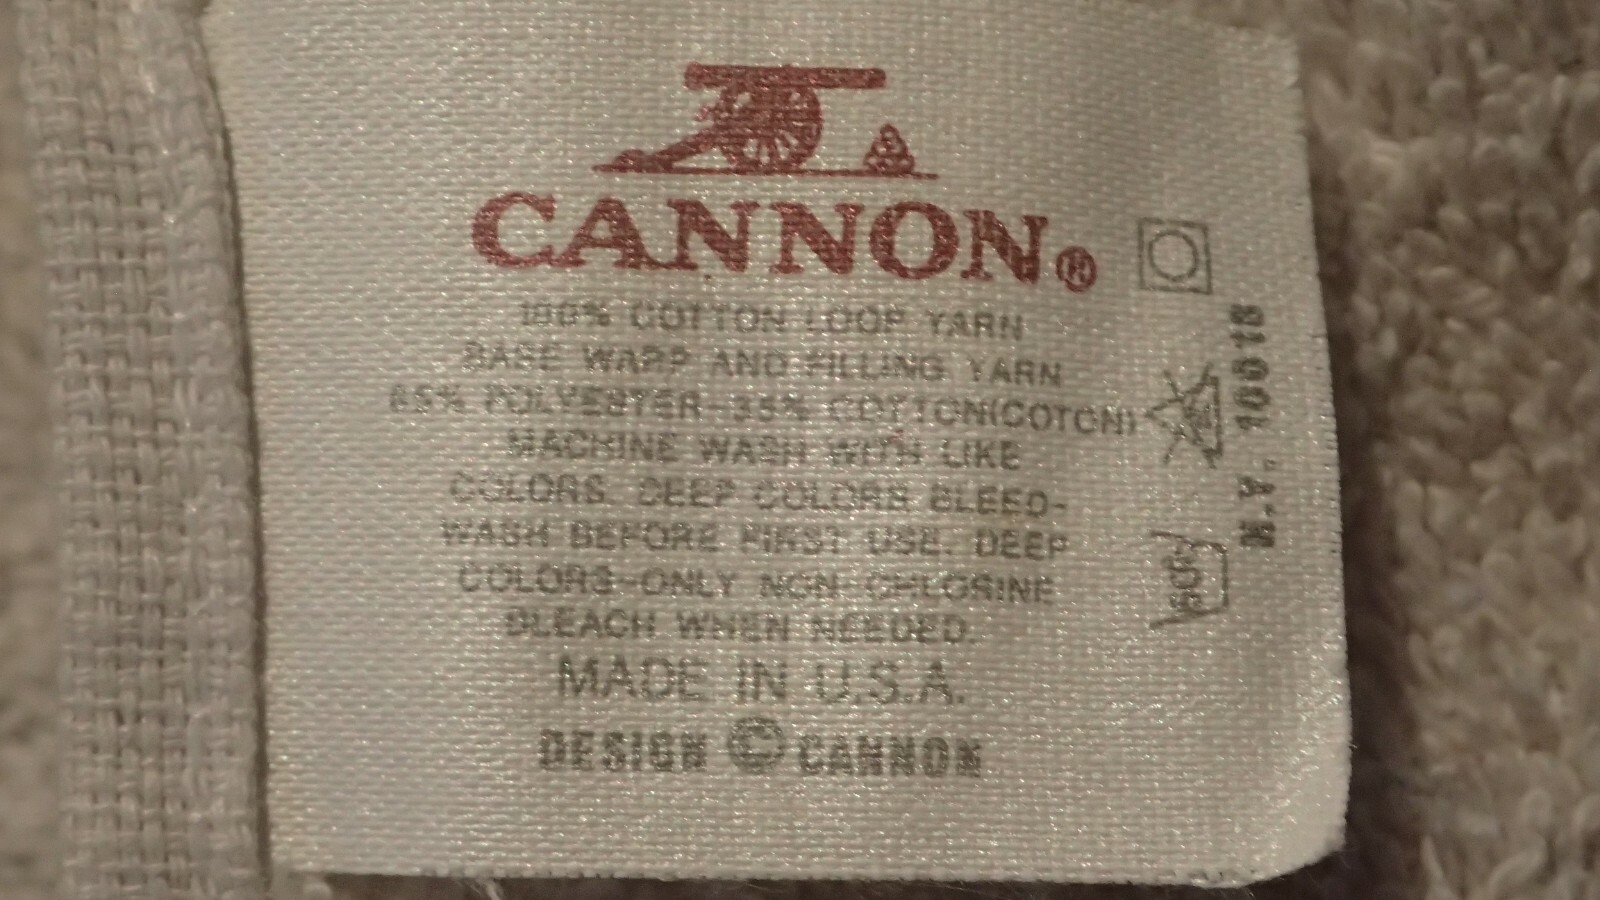 CANNON®
100% COTTON LOOP YARN
BASE WARP AND FILLING YARN
65% POLYESTER-35% COTTON(COTON)
MACHINE WASH WITH LIKE
COLORS. DEEP COLORS BLEED-
WASH BEFORE FIRST USE. DEEP
COLORS-ONLY NON-CHLORINE
BLEACH WHEN NEEDED.
MADE IN U.S.A.
DESIGN © CANNON
160°F